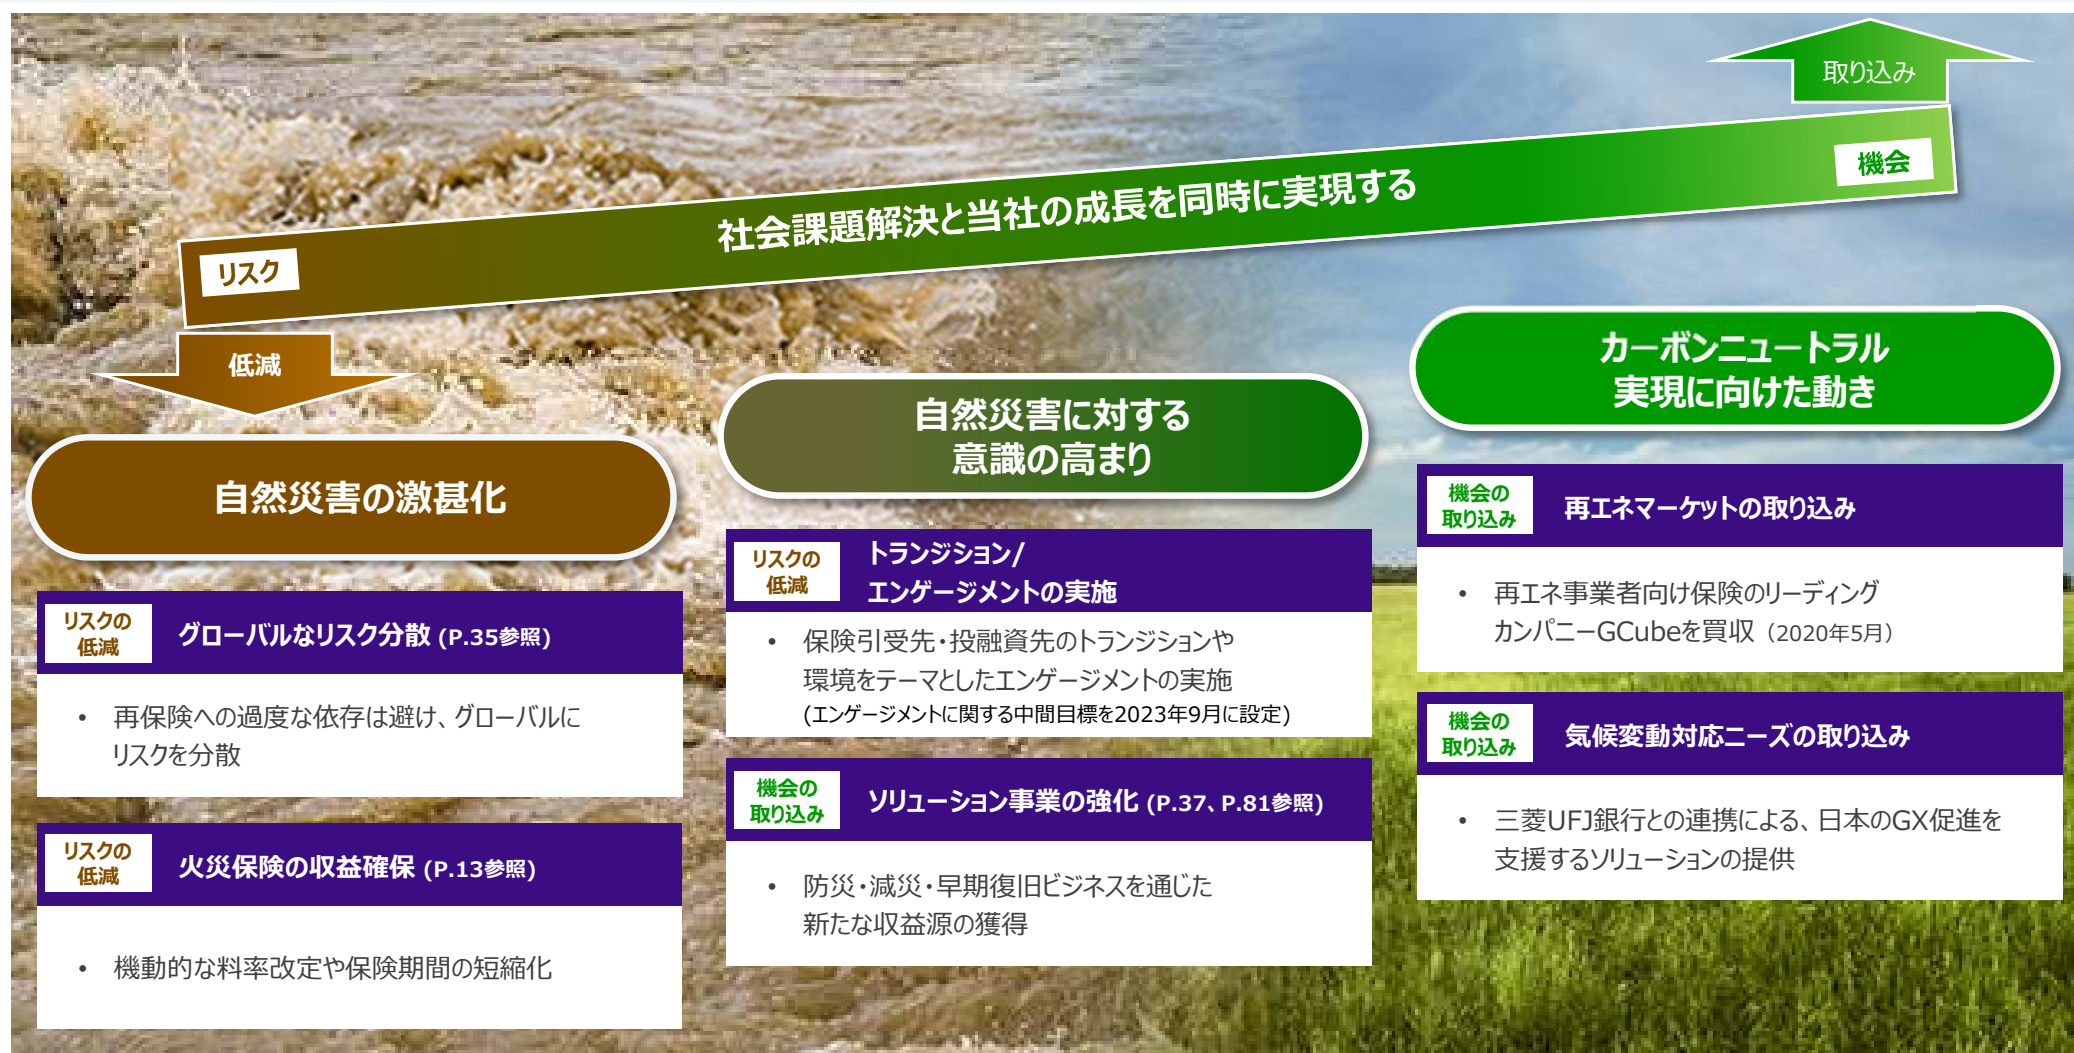 取り込み
機会
社会課題解決と当社の成長を同時に実現する
リスク
低減
自然災害の激甚化
リスクの
低減
グローバルなリスク分散 (P.35参照)
• 再保険への過度な依存は避け、グローバルに
リスクを分散
リスクの
低減
火災保険の収益確保 (P.13参照)
• 機動的な料率改定や保険期間の短縮化
自然災害に対する
意識の高まり
リスクの
低減
トランジション/
エンゲージメントの実施
• 保険引受先・投融資先のトランジションや
環境をテーマとしたエンゲージメントの実施
(エンゲージメントに関する中間目標を2023年9月に設定)
機会の
取り込み
ソリューション事業の強化 (P.37、P.81参照)
• 防災・減災・早期復旧ビジネスを通じた
新たな収益源の獲得
カーボンニュートラル
実現に向けた動き
機会の
取り込み
再エネマーケットの取り込み
• 再エネ事業者向け保険のリーディング
カンパニーGCubeを買収（2020年5月）
機会の
取り込み
気候変動対応ニーズの取り込み
• 三菱UFJ銀行との連携による、日本のGX促進を
支援するソリューションの提供